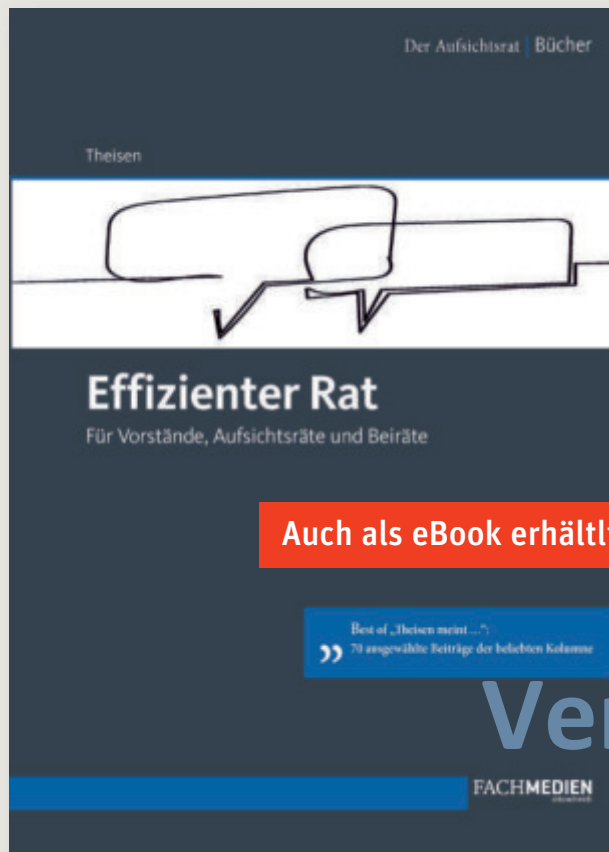 Der Aufsichtsrat | Bücher
Theisen
Effizienter Rat
Für Vorstände, Aufsichtsräte und Beiräte
Auch als eBook erhältli
Best of „Theisen meint ...“:
” 70 ausgewählte Beiträge der beliebten Kolumne
Ver
FACHMEDIEN